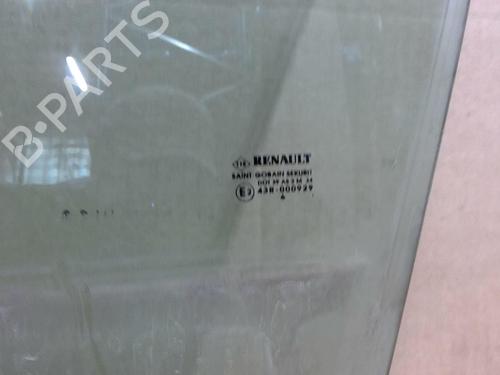 B-PARTS
RENAULT
SAINT GOBAIN SEKURIT
43R-000929